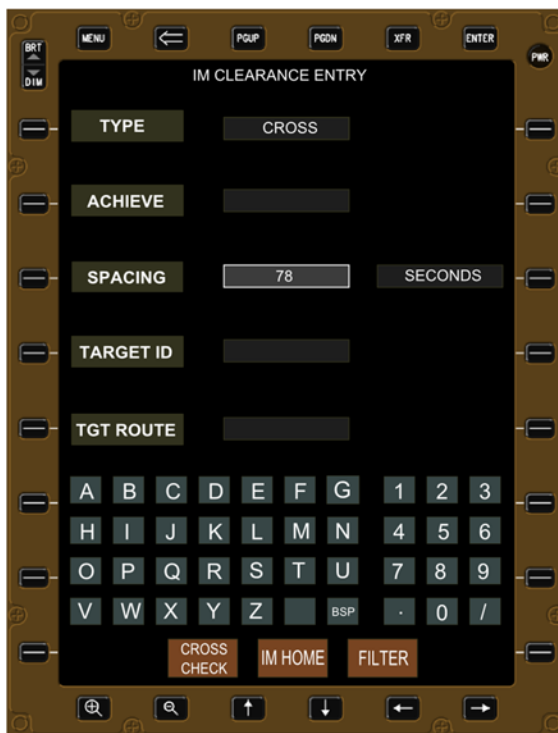 MENU PGUP PGDN XFR ENTER
BRT
DIM
PWR
IM CLEARANCE ENTRY
TYPE CROSS
ACHIEVE
SPACING 78 SECONDS
TARGET ID
TGT ROUTE
A B C D E F G 1 2 3
H I J K L M N 4 5 6
O P Q R S T U 7 8 9
V W X Y Z BSP . 0 /
CROSS
CHECK
IM HOME
FILTER